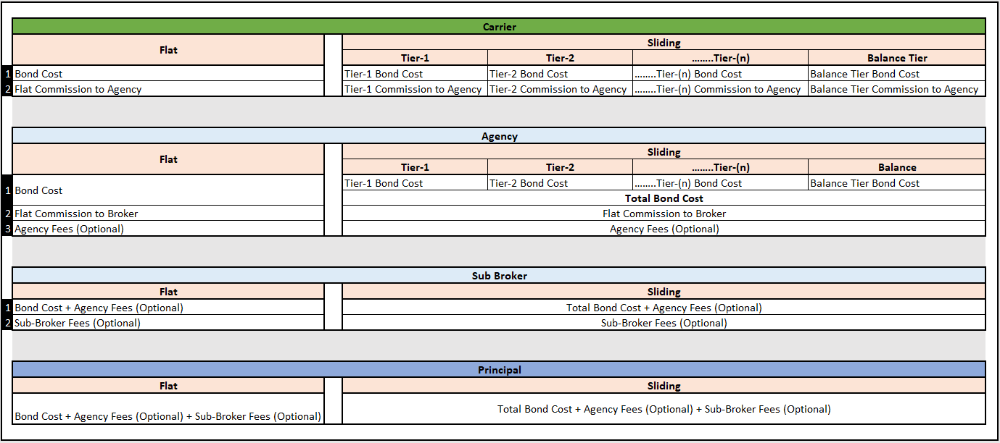 Carrier
Flat
Sliding
Tier-1 Tier-2 ........Tier-(n) Balance Tier
1 Bond Cost Tier-1 Bond Cost Tier-2 Bond Cost ........Tier-(n) Bond Cost Balance Tier Bond Cost
2 Flat Commission to Agency Tier-1 Commission to Agency Tier-2 Commission to Agency ........Tier-(n) Commission to Agency Balance Tier Commission to Agency
Agency
Flat
Sliding
Tier-1 Tier-2 ........Tier-(n) Balance
1 Bond Cost Tier-1 Bond Cost Tier-2 Bond Cost ........Tier-(n) Bond Cost Balance Tier Bond Cost
Total Bond Cost
2 Flat Commission to Broker Flat Commission to Broker
3 Agency Fees (Optional) Agency Fees (Optional)
Sub Broker
Flat Sliding
1 Bond Cost + Agency Fees (Optional) Total Bond Cost + Agency Fees (Optional)
2 Sub-Broker Fees (Optional) Sub-Broker Fees (Optional)
Principal
Flat Sliding
Bond Cost + Agency Fees (Optional) + Sub-Broker Fees (Optional) Total Bond Cost + Agency Fees (Optional) + Sub-Broker Fees (Optional)